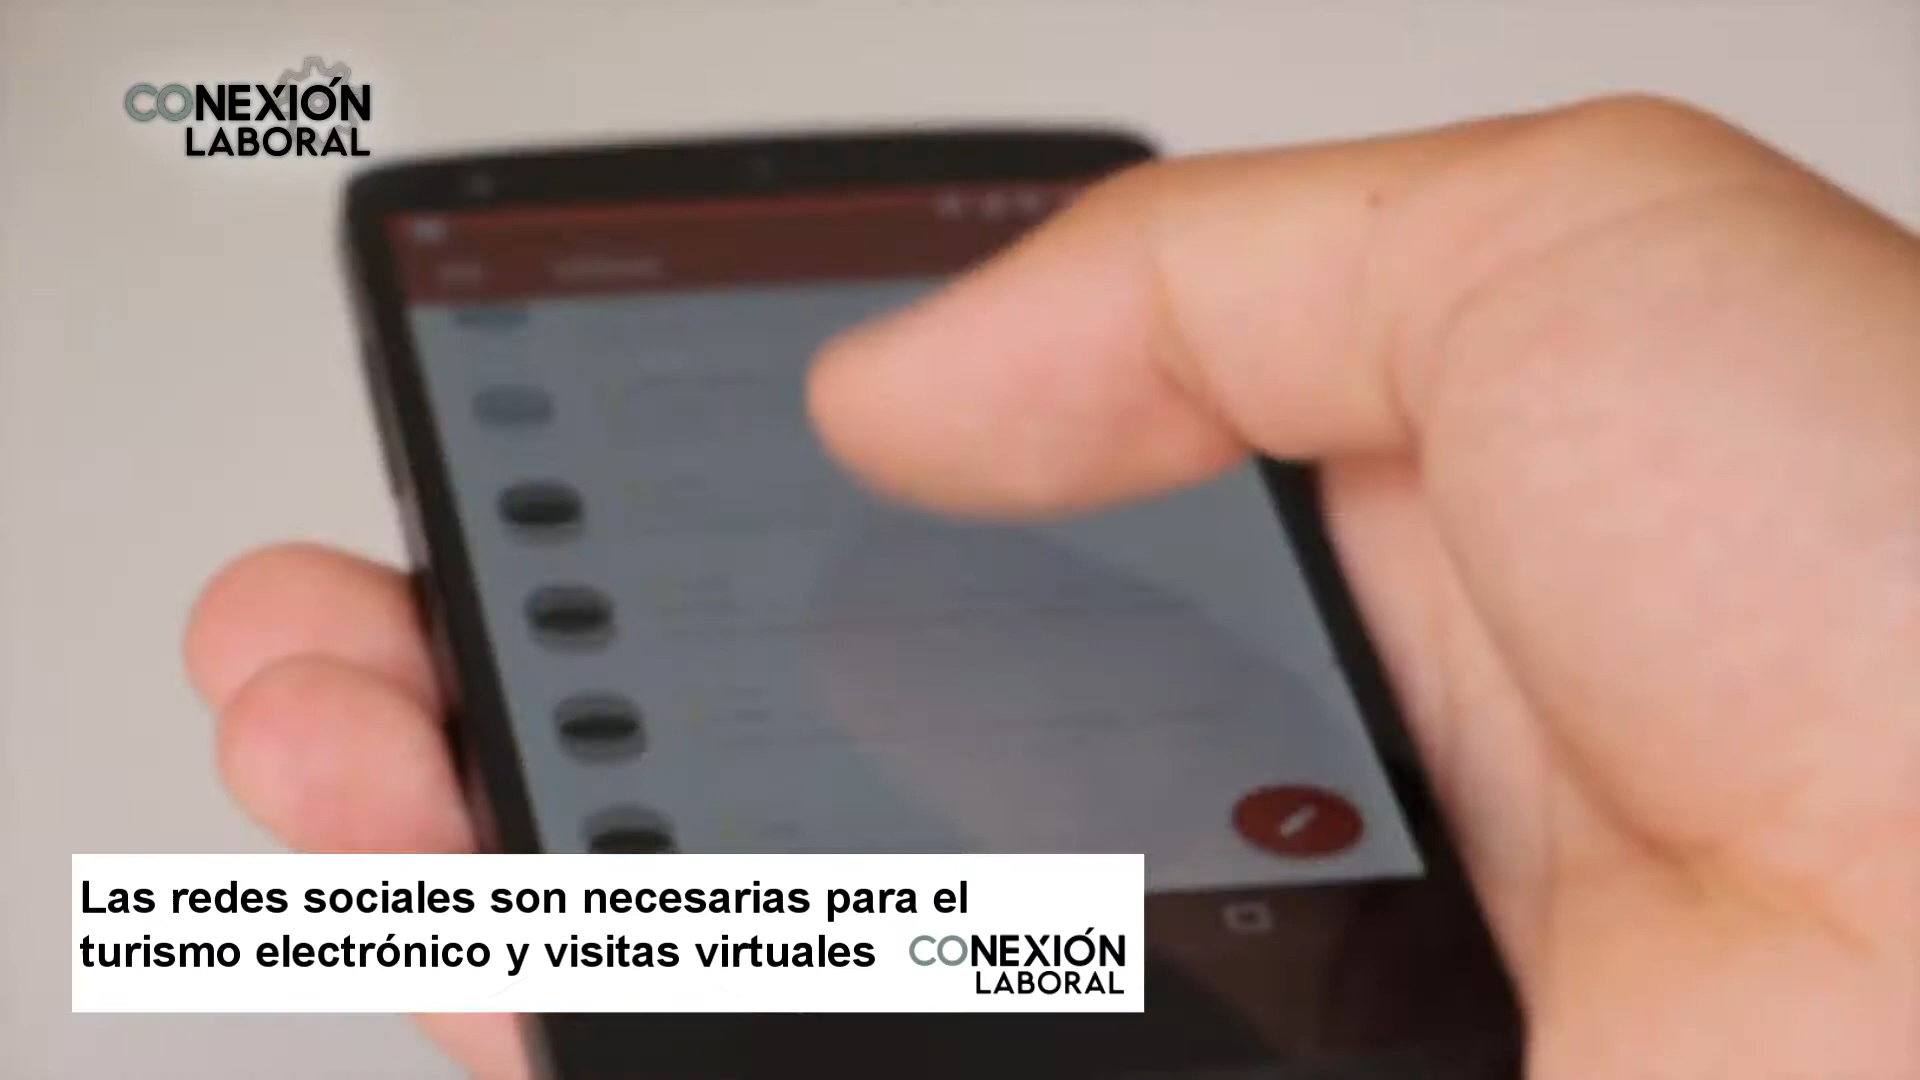 CONEXIÓN
LABORAL
Las redes sociales son necesarias para el
turismo electrónico y visitas virtuales
CONEXIÓN
LABORAL